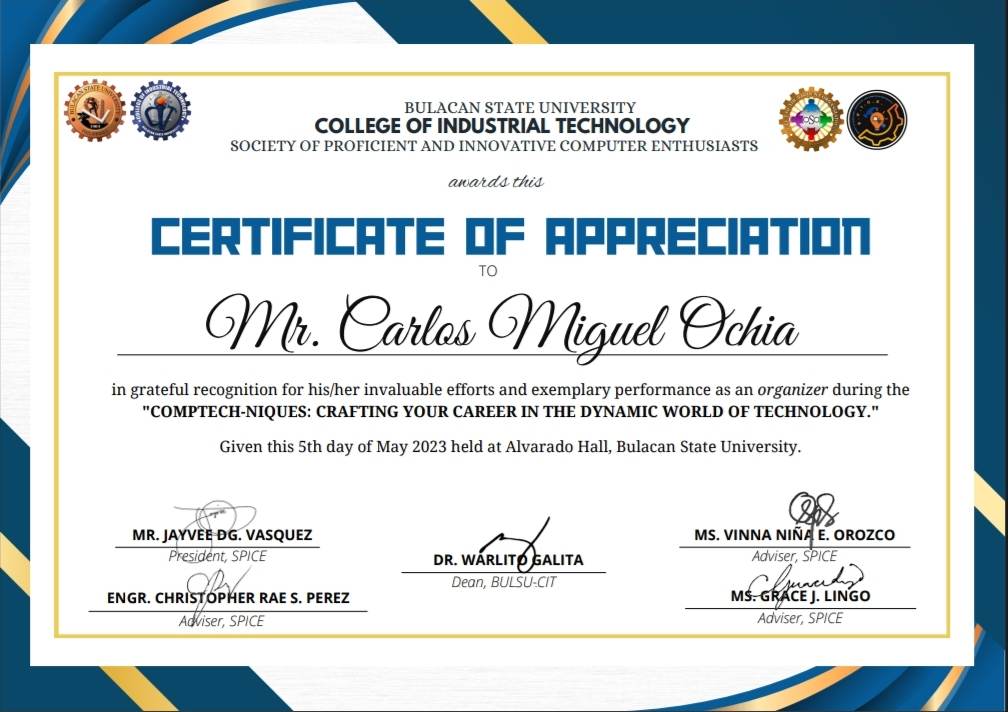 BULACAN STATE UNIVERSITY
COLLEGE OF INDUSTRIAL TECHNOLOGY
SOCIETY OF PROFICIENT AND INNOVATIVE COMPUTER ENTHUSIASTS
awards this
CERTIFICATE OF APPRECIATION
TO
Mr. Carlos Miguel Ochia
in grateful recognition for his/her invaluable efforts and exemplary performance as an organizer during the
"COMPTECH-NIQUES: CRAFTING YOUR CAREER IN THE DYNAMIC WORLD OF TECHNOLOGY."
Given this 5th day of May 2023 held at Alvarado Hall, Bulacan State University.
MR. JAYVEE DG. VASQUEZ
President, SPICE
ENGR. CHRISTOPHER RAE S. PEREZ
Adviser, SPICE
DR. WARLITO GALITA
Dean, BULSU-CIT
MS. VINNA NIÑA E. OROZCO
Adviser, SPICE
MS. GRACE J. LINGO
Adviser, SPICE